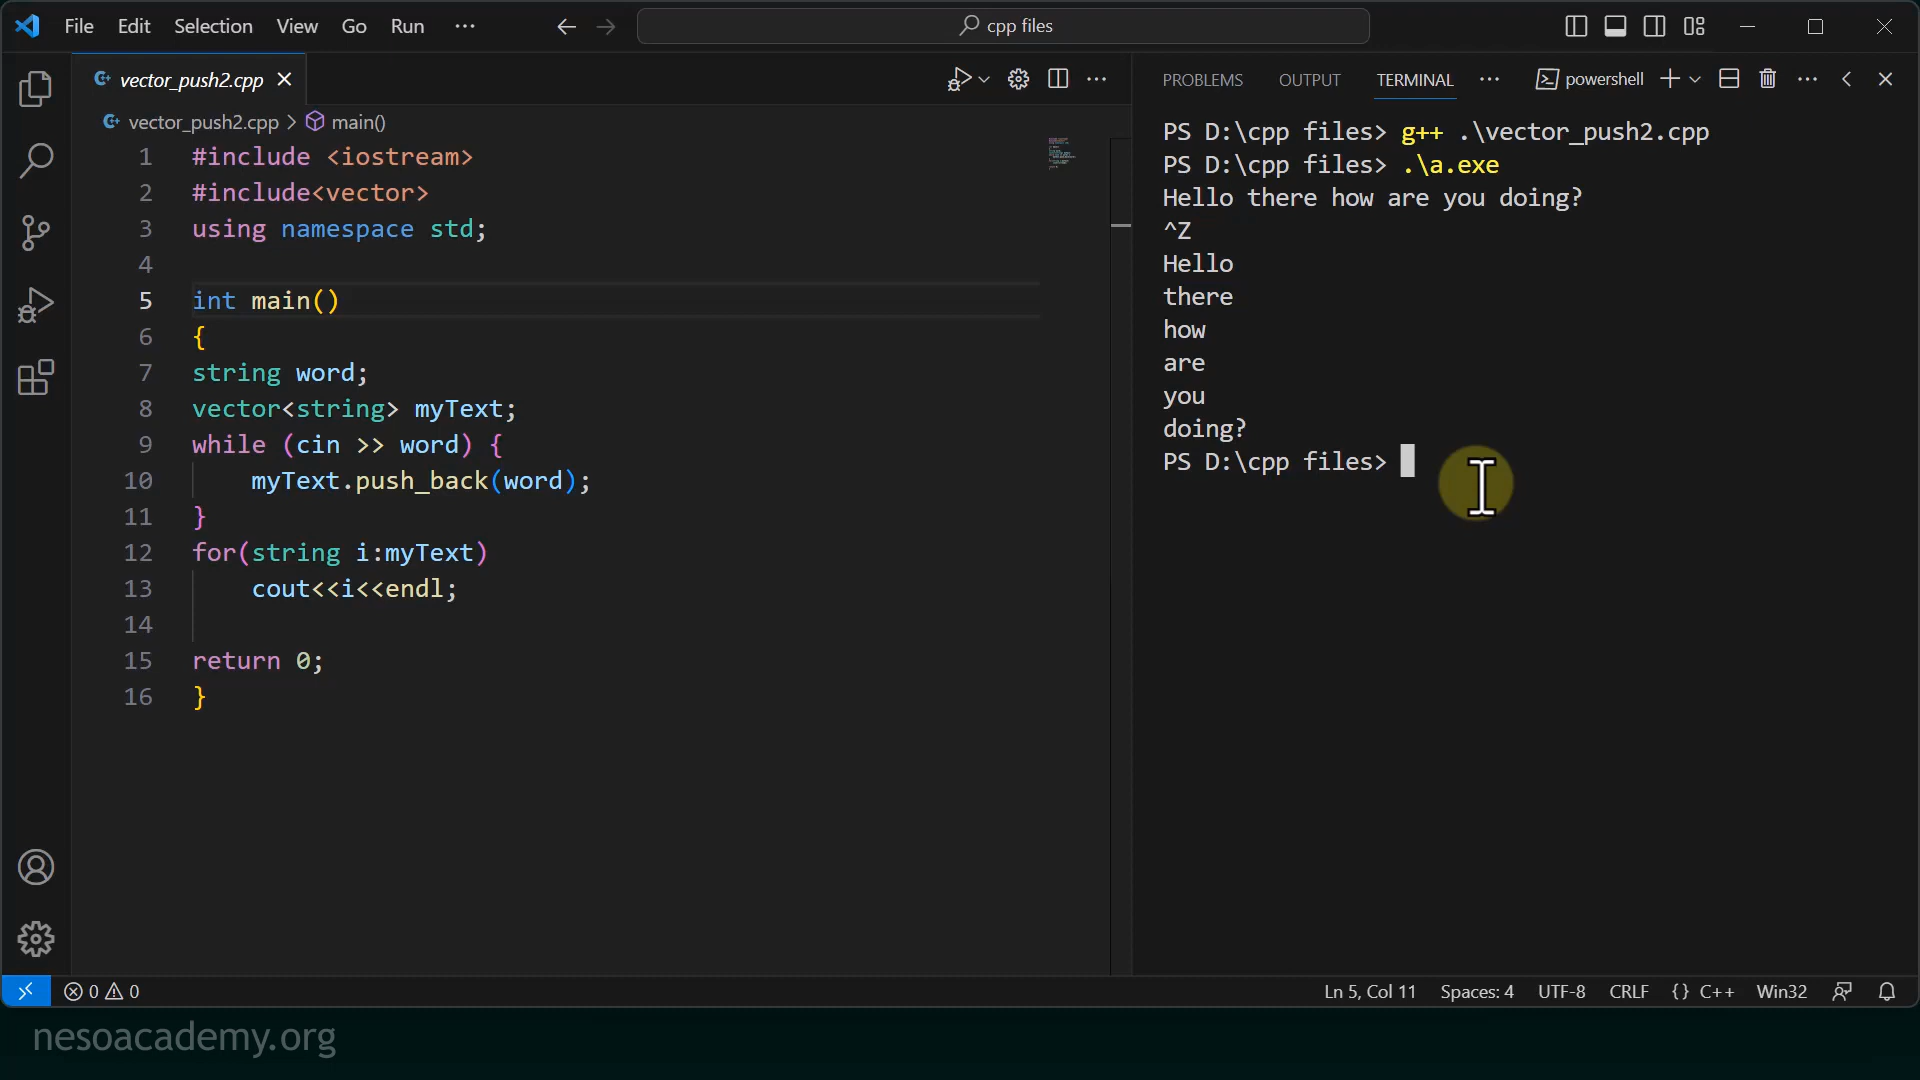 File Edit Selection View Go Run ··· cpp files
vector_push2.cpp
vector_push2.cpp > main()
1 #include <iostream>
2 #include<vector>
3 using namespace std;
4
5 int main()
6 {
7 string word;
8 vector<string> myText;
9 while (cin >> word) {
10 myText.push_back(word);
11 }
12 for(string i:myText)
13 cout<<i<<endl;
14
15 return 0;
16 }
PROBLEMS OUTPUT TERMINAL ··· powershell
PS D:\cpp files> g++ .\vector_push2.cpp
PS D:\cpp files> .\a.exe
Hello there how are you doing?
^Z
Hello
there
how
are
you
doing?
PS D:\cpp files>
0 0 Ln 5, Col 11 Spaces: 4 UTF-8 CRLF {} C++ Win32
nesoacademy.org